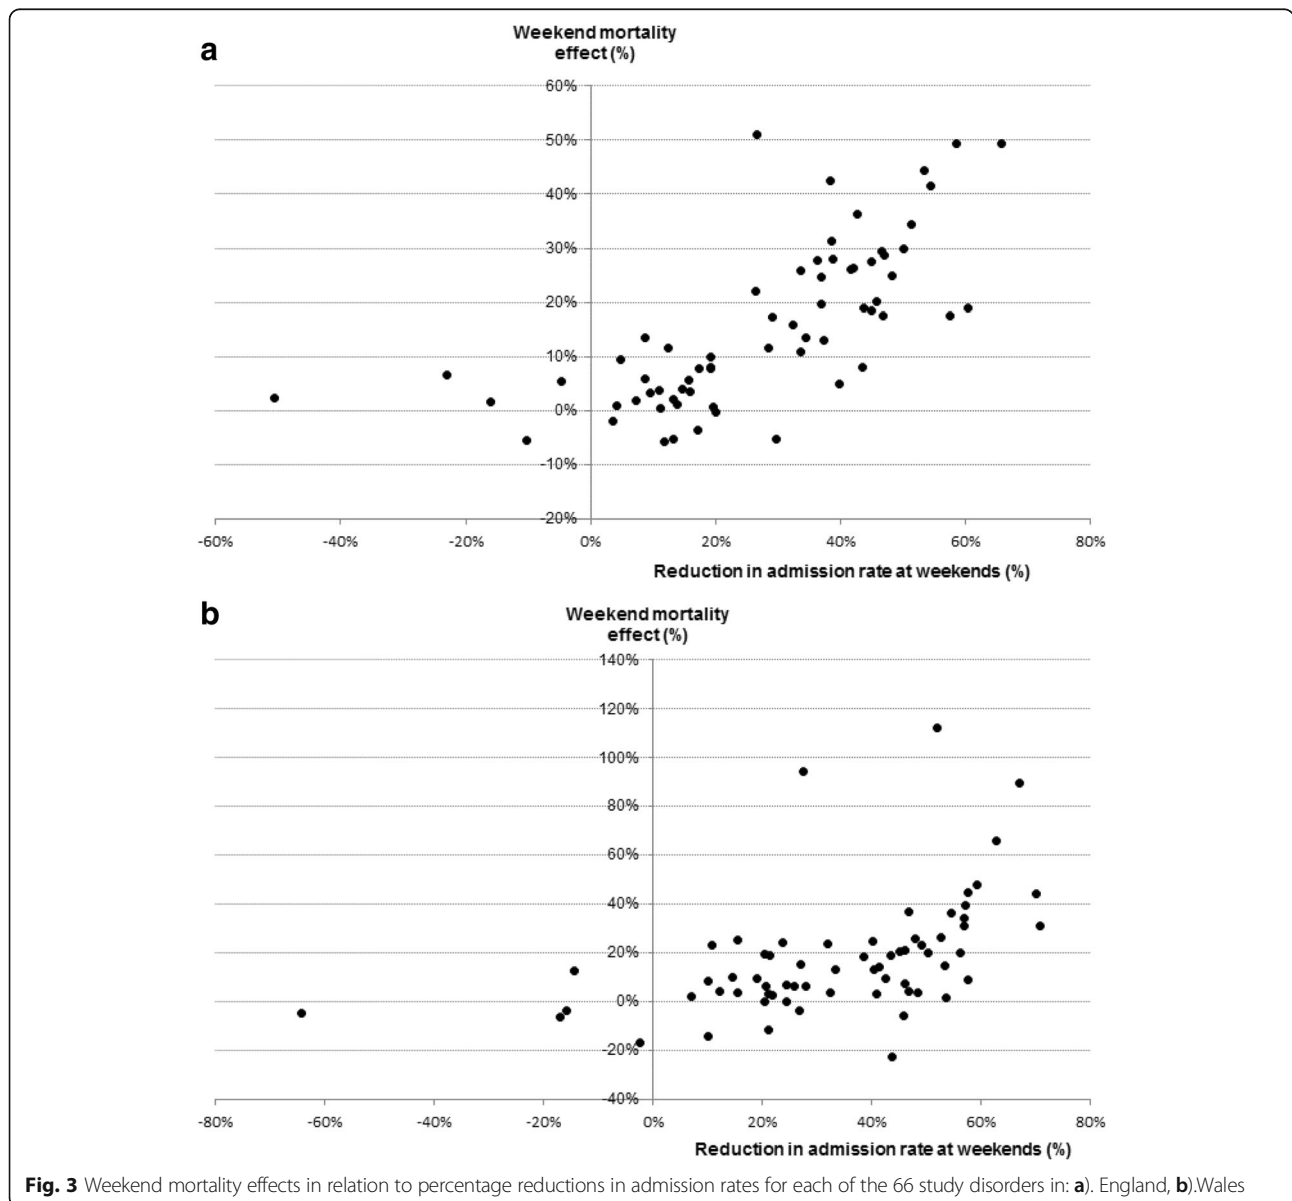 a
Weekend mortality
effect (%)
60%
50%
40%
30%
20%
10%
0%
-10%
-20%
-60% -40% -20% 0% 20% 40% 60% 80%
Reduction in admission rate at weekends (%)
b
Weekend mortality
effect (%)
140%
120%
100%
80%
60%
40%
20%
0%
-20%
-40%
-80% -60% -40% -20% 0% 20% 40% 60% 80%
Reduction in admission rate at weekends (%)
Fig. 3 Weekend mortality effects in relation to percentage reductions in admission rates for each of the 66 study disorders in: a). England, b).Wales